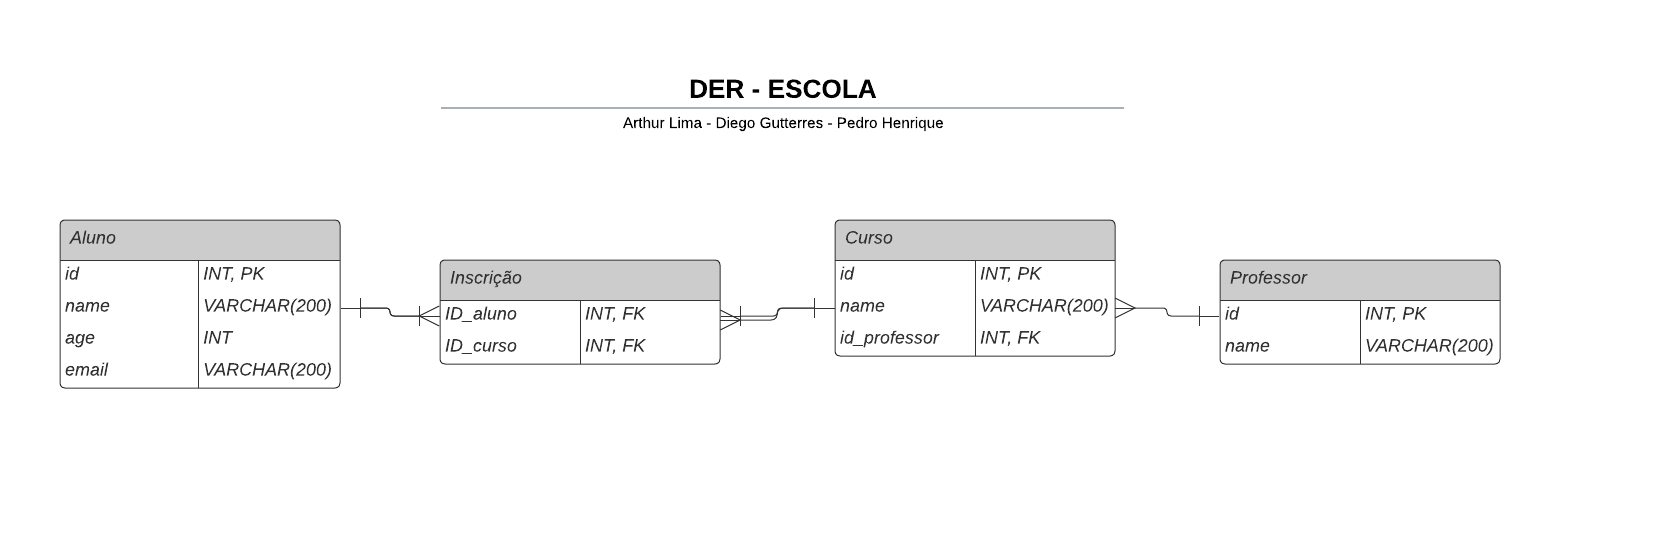 DER - ESCOLA
Arthur Lima - Diego Gutterres - Pedro Henrique
Aluno
id INT, PK
name VARCHAR(200)
age INT
email VARCHAR(200)
Inscrição
ID_aluno INT, FK
ID_curso INT, FK
Curso
id INT, PK
name VARCHAR(200)
id_professor INT, FK
Professor
id INT, PK
name VARCHAR(200)